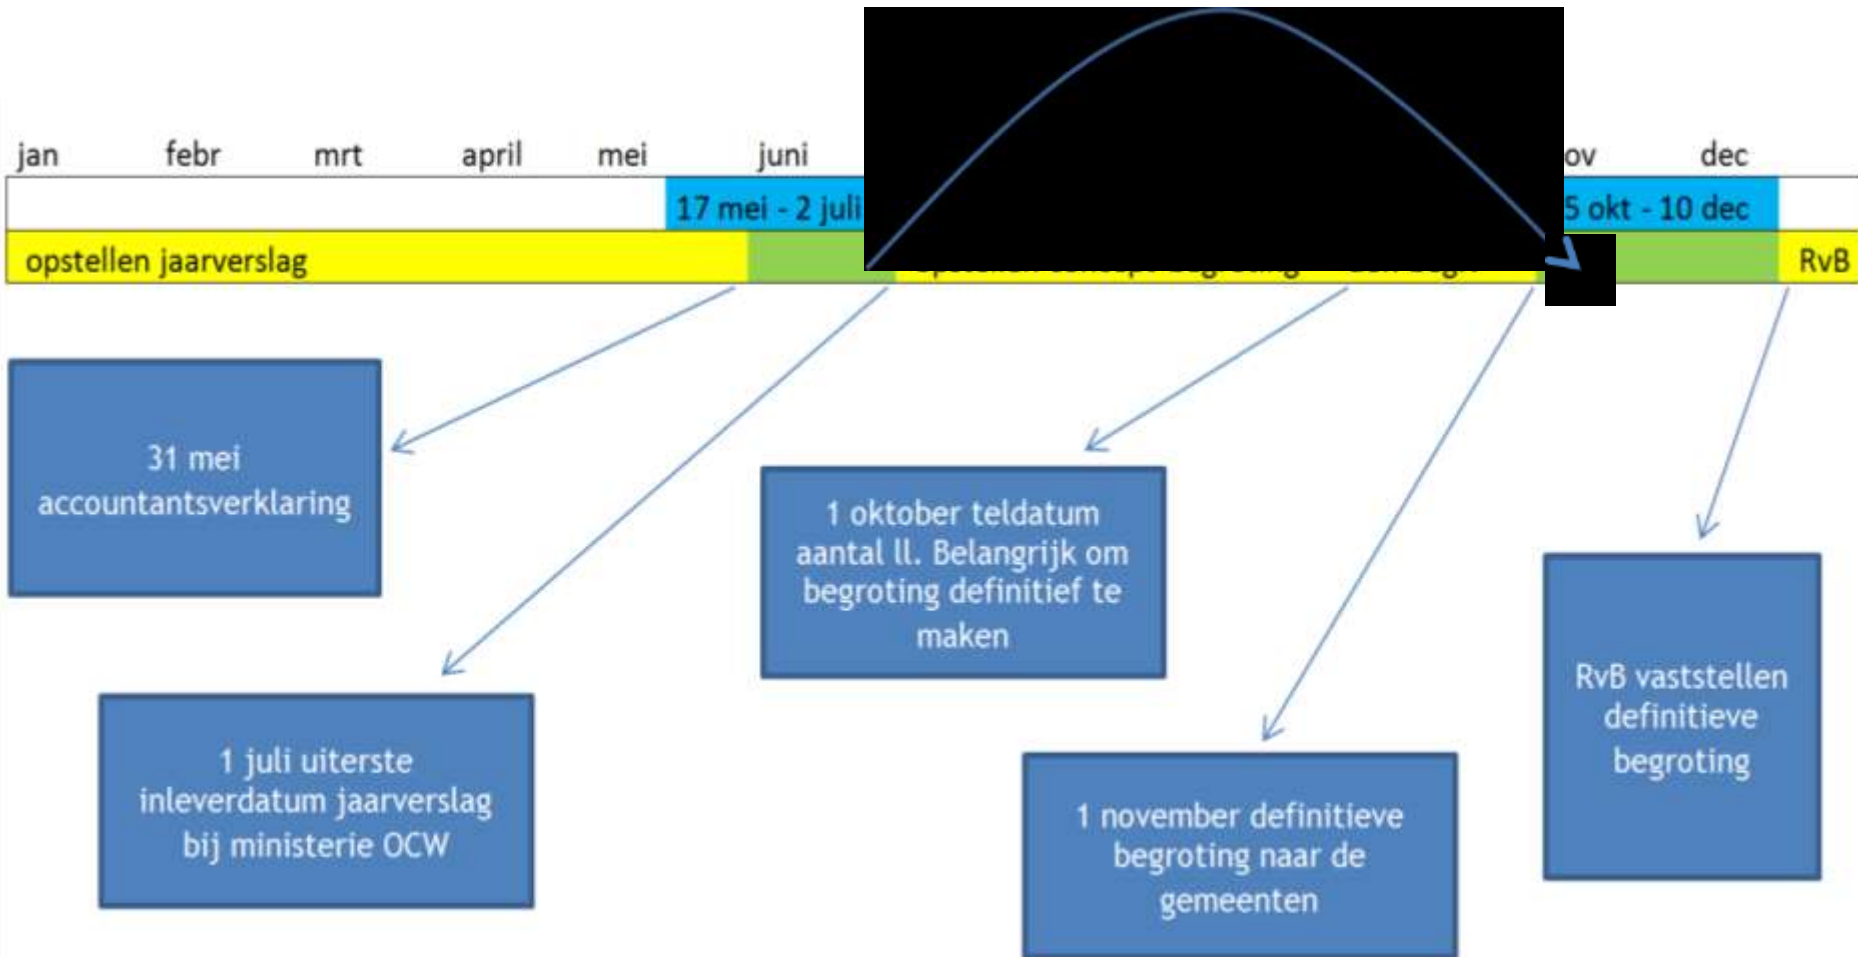 jan febr mrt april mei juni ov dec
17 mei - 2 juli 5 okt - 10 dec
opstellen jaarverslag RvB
31 mei
accountantsverklaring
1 juli uiterste
inleverdatum jaarverslag
bij ministerie OCW
1 oktober teldatum
aantal ll. Belangrijk om
begroting definitief te
maken
1 november definitieve
begroting naar de
gemeenten
RvB vaststellen
definitieve
begroting